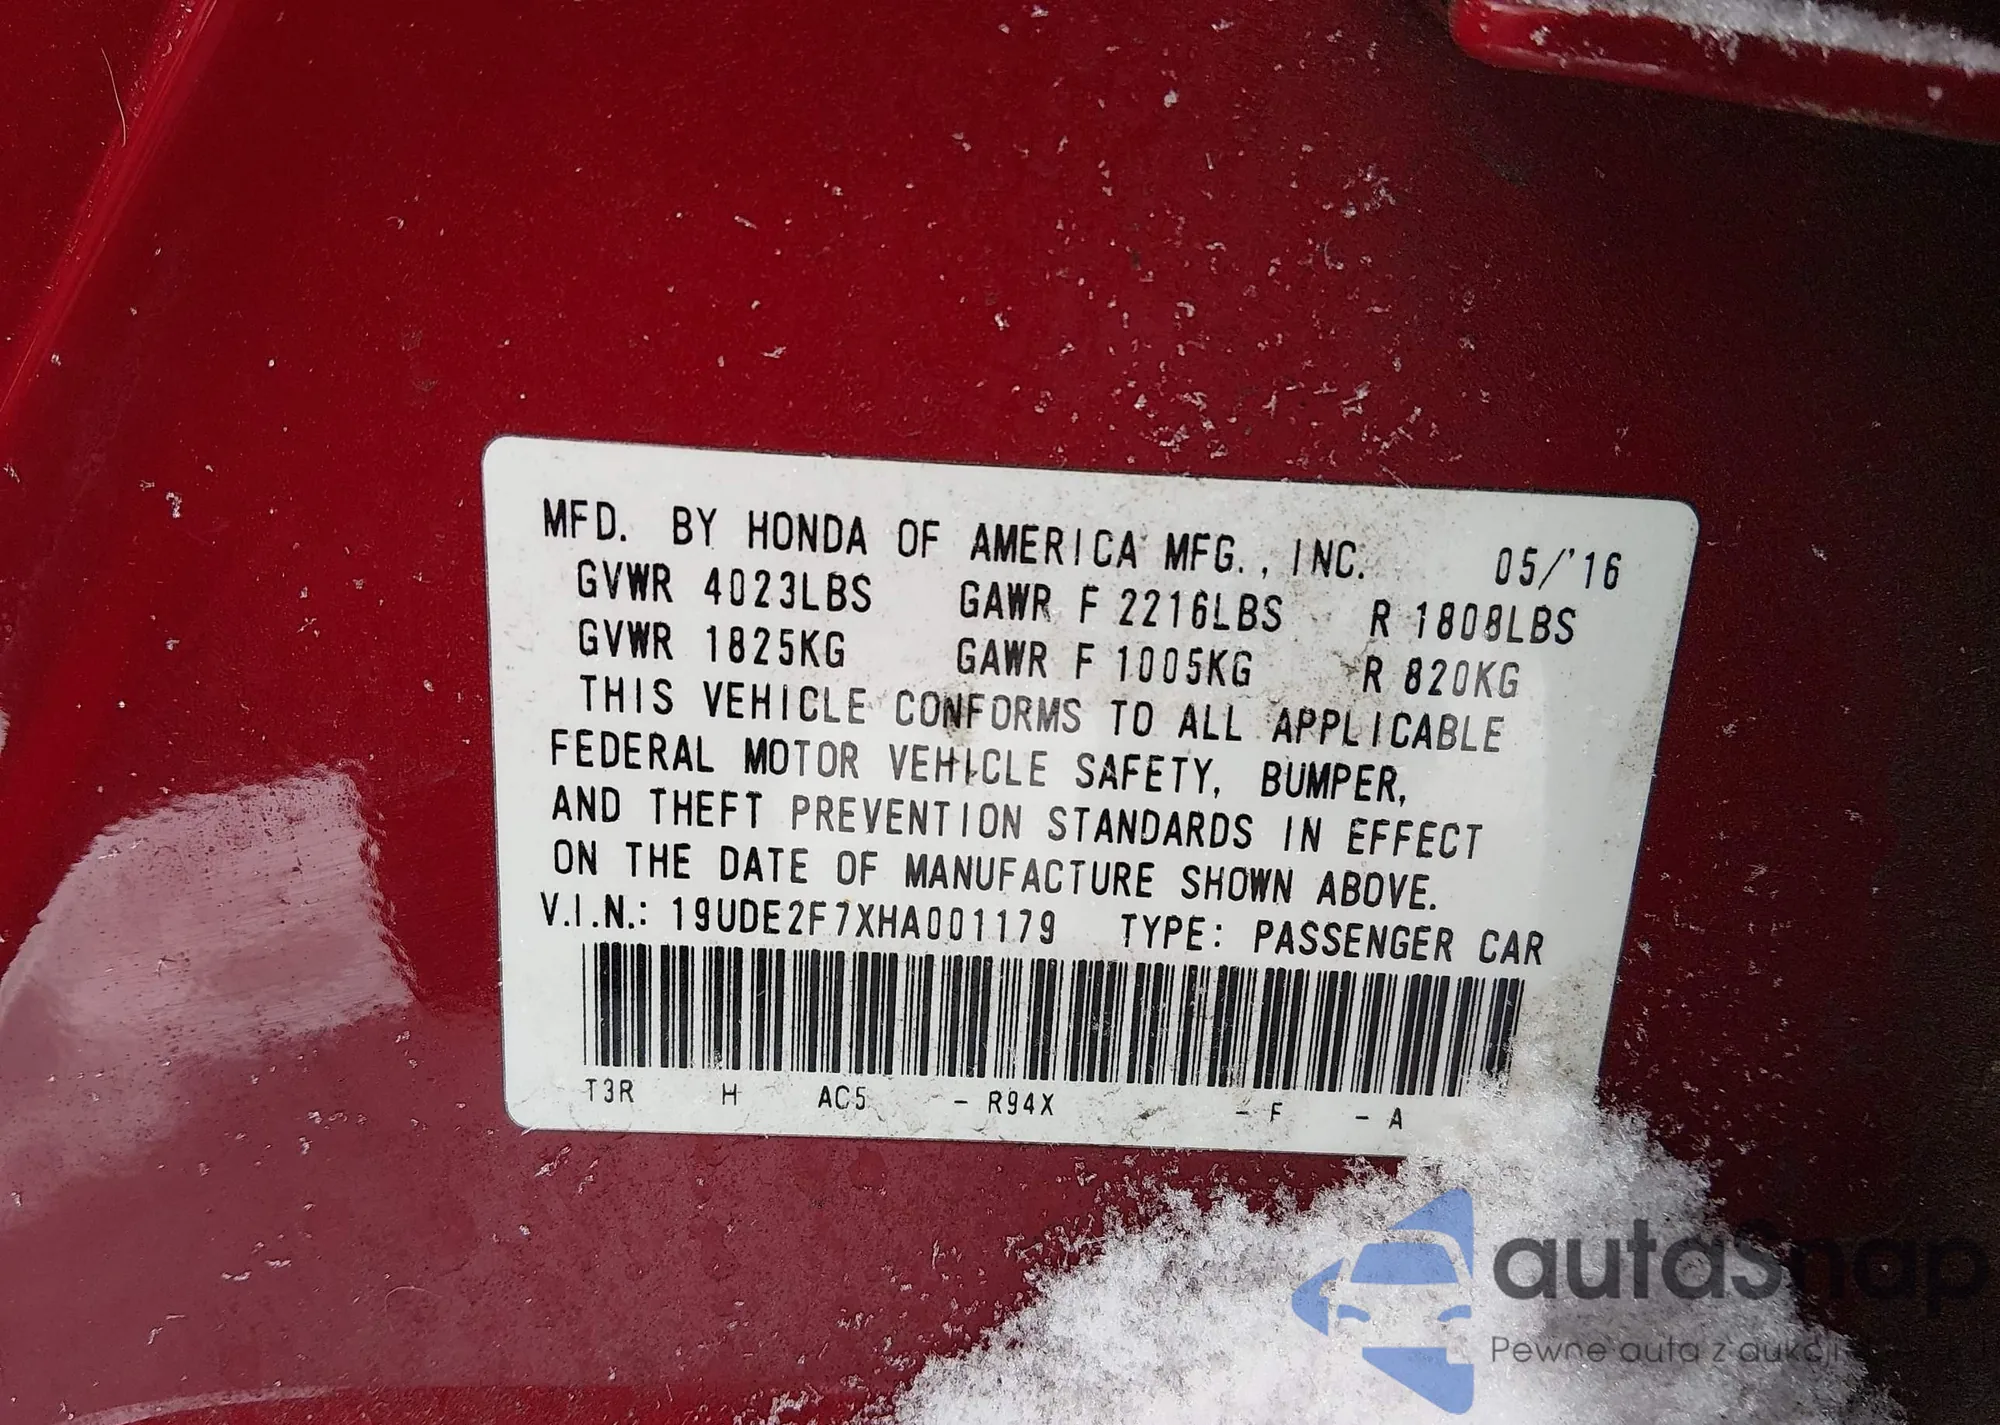 MFD. BY HONDA OF AMERICA MFG., INC. 05/'16
GVWR 4023LBS GAWR F 2216LBS R 1808LBS
GVWR 1825KG GAWR F 1005KG R 820KG
THIS VEHICLE CONFORMS TO ALL APPLICABLE
FEDERAL MOTOR VEHICLE SAFETY, BUMPER,
AND THEFT PREVENTION STANDARDS IN EFFECT
ON THE DATE OF MANUFACTURE SHOWN ABOVE.
V.I.N.: 19UDE2F7XHA001179 TYPE: PASSENGER CAR
T3R H AC5 - R94X - F - A
autaSnap
Pewne auta z aukcji